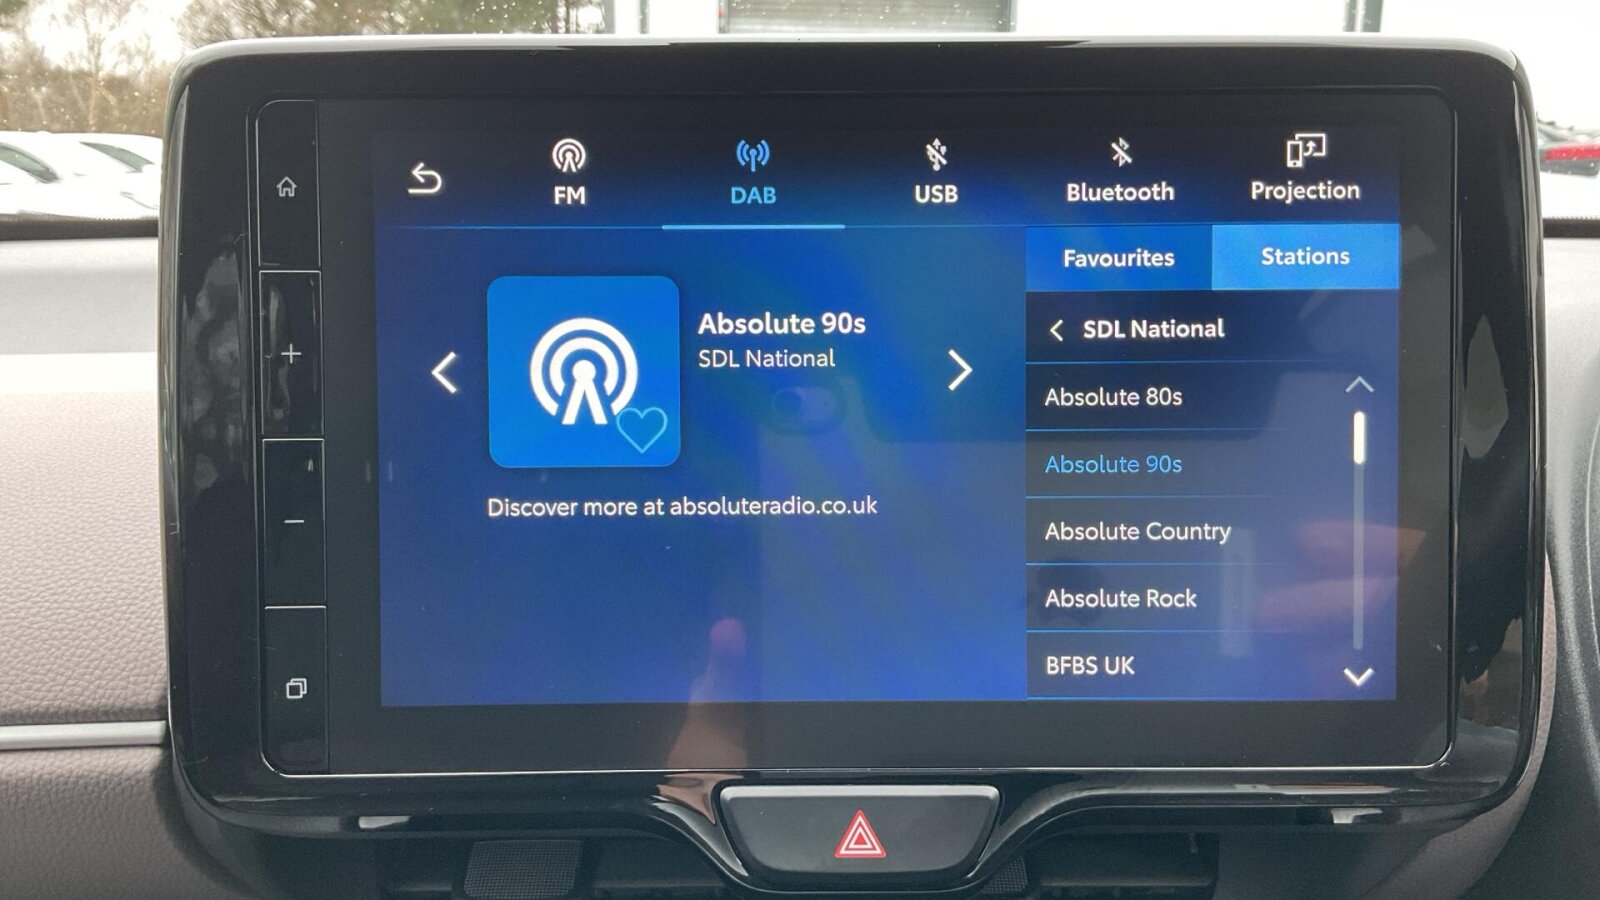 FM
DAB
USB
Bluetooth
Projection
Favourites
Stations
Absolute 90s
SDL National
Discover more at absoluteradio.co.uk
SDL National
Absolute 80s
Absolute 90s
Absolute Country
Absolute Rock
BFBS UK